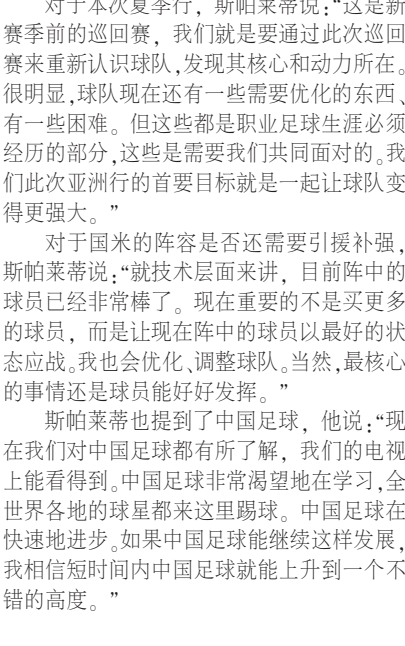 对于本次夏季行，斯帕莱蒂说：“这是新
赛季前的巡回赛，我们就是要通过此次巡回
赛来重新认识球队，发现其核心和动力所在。
很明显，球队现在还有一些需要优化的东西、
有一些困难。但这些都是职业足球生涯必须
经历的部分，这些是需要我们共同面对的。我
们此次亚洲行的首要目标就是一起让球队变
得更强大。”
对于国米的阵容是否还需要引援补强，
斯帕莱蒂说：“就技术层面来讲，目前阵中的
球员已经非常棒了。现在重要的不是买更多
的球员，而是让现在阵中的球员以最好的状
态应战。我也会优化、调整球队。当然，最核心
的事情还是球员能好好发挥。”
斯帕莱蒂也提到了中国足球，他说：“现
在我们对中国足球都有所了解，我们的电视
上能看得到。中国足球非常渴望地在学习，全
世界各地的球星都来这里踢球。中国足球在
快速地进步。如果中国足球能继续这样发展，
我相信短时间内中国足球就能上升到一个不
错的高度。”